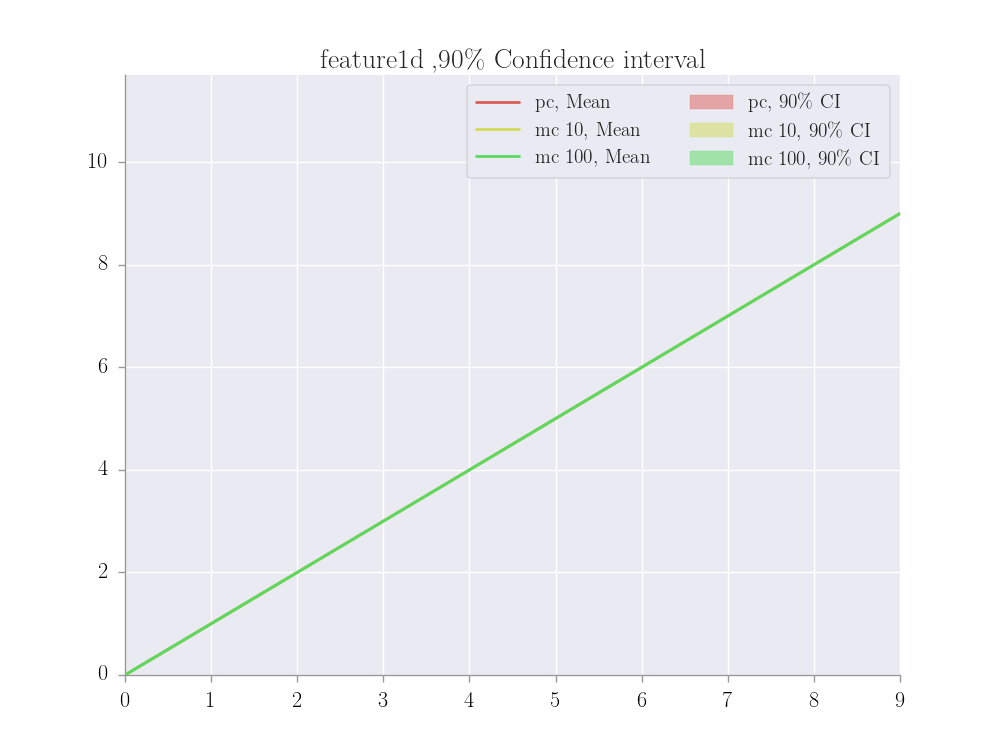 feature1d ,90% Confidence interval
pc, Mean
mc 10, Mean
mc 100, Mean
pc, 90% CI
mc 10, 90% CI
mc 100, 90% CI
10
8
6
4
2
0
0 1 2 3 4 5 6 7 8 9